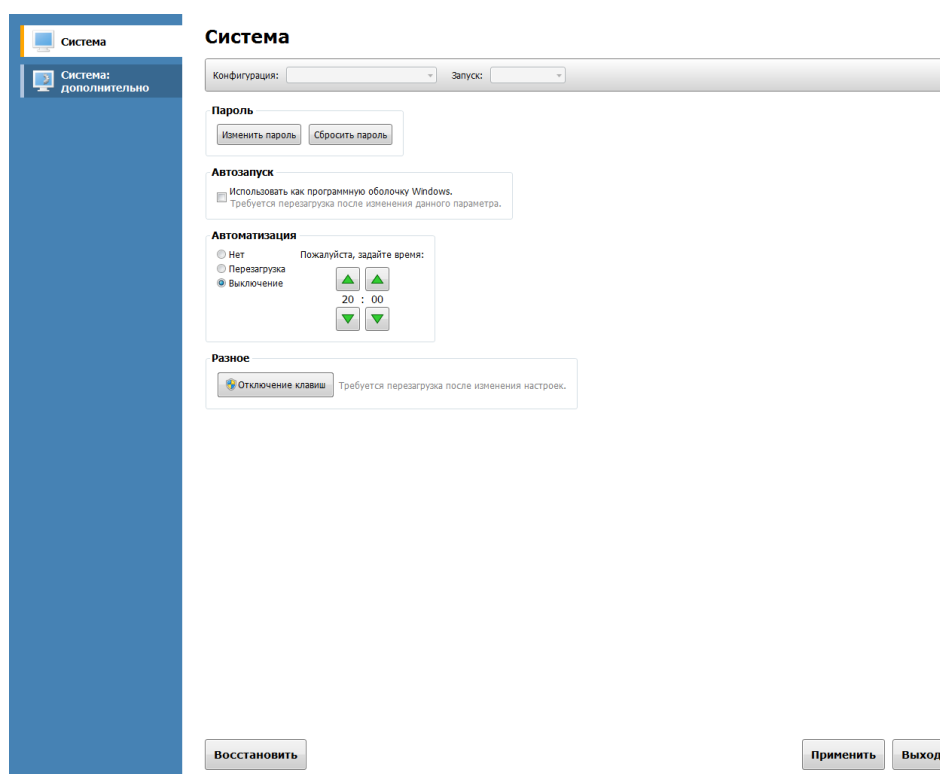 Система
Система:
дополнительно
Система
Конфигурация:
Запуск:
Пароль
Изменить пароль
Сбросить пароль
Автозапуск
Использовать как программную оболочку Windows.
Требуется перезагрузка после изменения данного параметра.
Автоматизация
Нет
Перезагрузка
Выключение
Пожалуйста, задайте время:
20 : 00
Разное
Отключение клавиш
Требуется перезагрузка после изменения настроек.
Восстановить
Применить
Выход